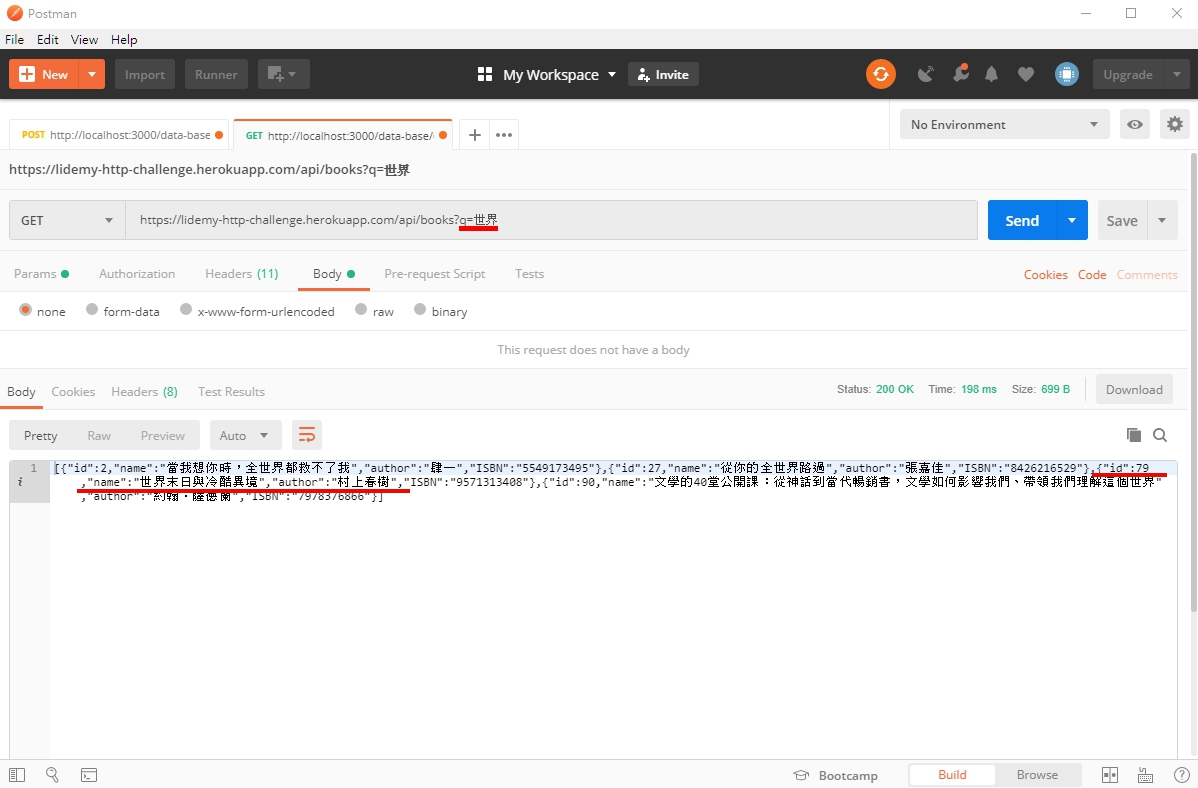 Postman
File Edit View Help
New Import Runner My Workspace Invite Upgrade
POST http://localhost:3000/data-base GET http://localhost:3000/data-base/ No Environment
https://lidemy-http-challenge.herokuapp.com/api/books?q=世界
GET https://lidemy-http-challenge.herokuapp.com/api/books?q=世界 Send Save
Params Authorization Headers (11) Body Pre-request Script Tests Cookies Code Comments
none form-data x-www-form-urlencoded raw binary
This request does not have a body
Body Cookies Headers (8) Test Results Status: 200 OK Time: 198 ms Size: 699 B Download
Pretty Raw Preview Auto
1 [{"id":2,"name":"當我想你時，全世界都救不了我","author":"肆一","ISBN":"5549173495"},{"id":27,"name":"從你的全世界路過","author":"張嘉佳","ISBN":"8426216529"},{"id":79
i ,"name":"世界末日與冷酷異境","author":"村上春樹","ISBN":"9571313408"},{"id":90,"name":"文學的40堂公開課：從神話到當代暢銷書，文學如何影響我們、帶領我們理解這個世界"
,"author":"約翰．薩德蘭","ISBN":"7978376866"}]
Bootcamp Build Browse